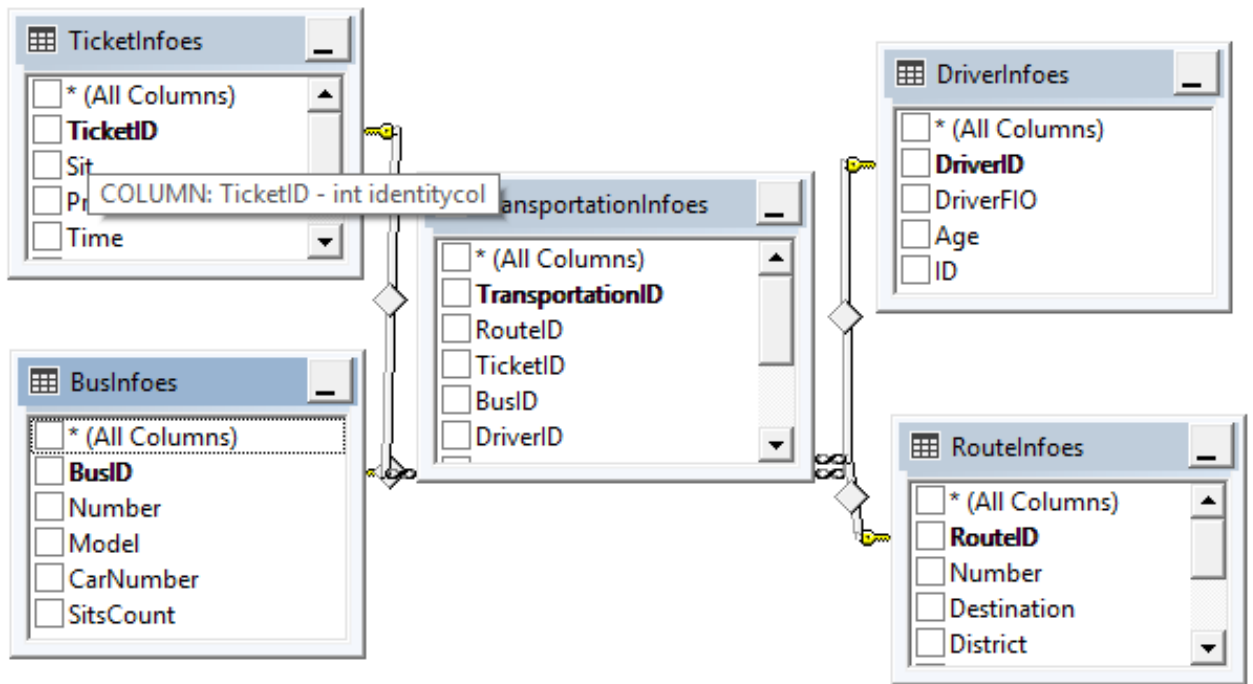 TicketInfoes
* (All Columns)
TicketID
Sit
Pr
Time
COLUMN: TicketID - int identitycol
BusInfoes
* (All Columns)
BusID
Number
Model
CarNumber
SitsCount
ansportationInfoes
* (All Columns)
TransportationID
RouteID
TicketID
BusID
DriverID
DriverInfoes
* (All Columns)
DriverID
DriverFIO
Age
ID
RouteInfoes
* (All Columns)
RouteID
Number
Destination
District